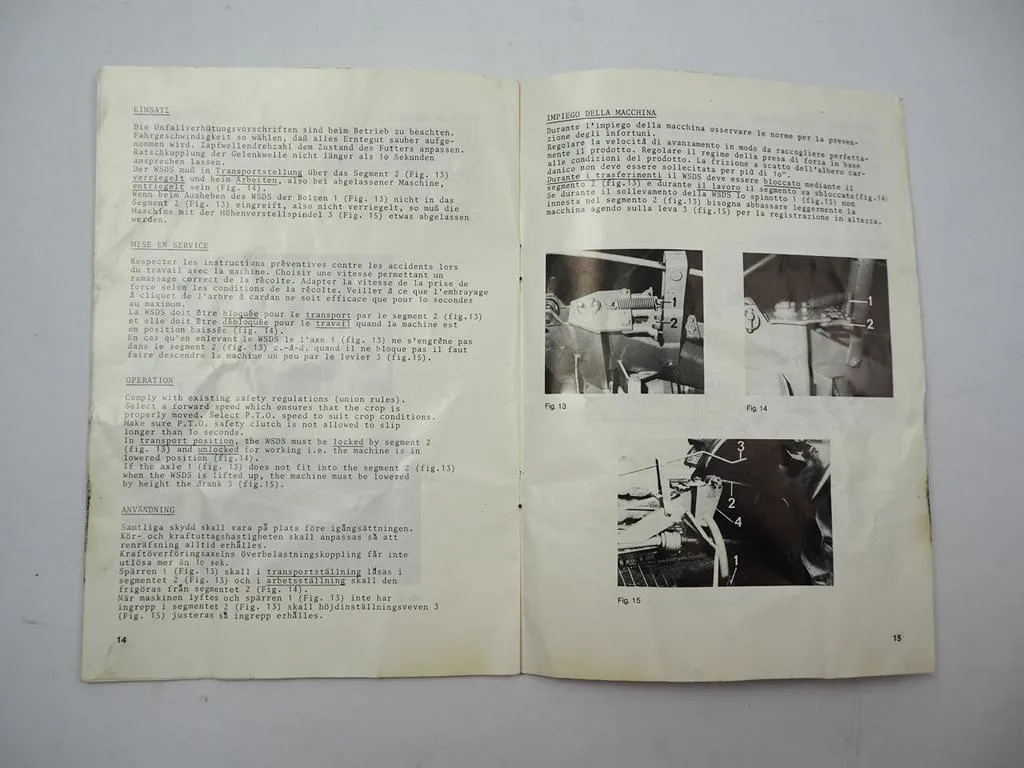 EINSATZ
Die Unfallverhütungsvorschriften sind beim Betrieb zu beachten.
Fahrgeschwindigkeit so wählen, daß alles Erntegut sauber aufge-
nommen wird. Zapfwellendrehzahl dem Zustand des Futters anpassen.
Ratschkupplung der Gelenkwelle nicht länger als 1o Sekunden
ansprechen lassen.
Der WSDS muß in Transportstellung über das Segment 2 (Fig. 13)
verriegelt und beim Arbeiten, also bei abgelassener Maschine,
entriegelt sein (Fig. 14).
Wenn beim Ausheben des WSDS der Bolzen 1 (Fig. 13) nicht in das
Segment 2 (Fig. 13) eingreift, also nicht verriegelt, so muß die
Maschine mit der Höhenverstellspindel 3 (Fig. 15) etwas abgelassen
werden.
MISE EN SERVICE
Respecter les instructions préventives contre les accidents lors
du travail avec la machine. Choisir une vitesse permettant un
ramassage correct de la récolte. Adapter la vitesse de la prise de
force selon les conditions de la récolte. Veiller à ce que l'embrayage
à cliquet de l'arbre à cardan ne soit efficace que pour 1o secondes
au maximum.
La WSDS doit être bloquée pour le transport par le segment 2 (fig.13)
et elle doit être débloquée pour le travail quand la machine est
en position baissée (fig. 14).
En cas qu'en enlevant le WSDS le l'axe 1 (fig. 13) ne s'engrène pas
dans le segment 2 (fig. 13) c.-à-d. quand il ne bloque pas il faut
faire descendre la machine un peu par le levier 3 (fig.15).
OPERATION
Comply with existing safety regulations (union rules).
Select a forward speed which ensures that the crop is
properly moved. Select P.T.O. speed to suit crop conditions.
Make sure P.T.O. safety clutch is not allowed to slip
longer than 1o seconds.
In transport position, the WSDS must be locked by segment 2
(fig. 13) and unlocked for working i.e. the machine is in
lowered position (fig.14).
If the axle 1 (fig. 13) does not fit into the segment 2 (fig.13)
when the WSDS is lifted up, the machine must be lowered
by height the drank 3 (fig.15).
ANVÄNDNING
Samtliga skydd skall vara på plats före igångsättningen.
Kör- och kraftuttagshastigheten skall anpassas så att
renräfsning alltid erhålles.
Kraftöverföringsaxelns överbelastningskoppling får inte
utlösa mer än 1o sek.
Spärren 1 (Fig. 13) skall i transportställning låsas i
segmentet 2 (Fig. 13) och i arbetsställning skall den
frigöras från segmentet 2 (Fig. 14).
När maskinen lyftes och spärren 1 (Fig. 13) inte har
ingrepp i segmentet 2 (Fig. 13) skall höjdinställningsveven 3
(Fig. 15) justeras så ingrepp erhålles.
14
IMPIEGO DELLA MACCHINA
Durante l'impiego della macchina osservare le norme per la preven-
zione degli infortuni.
Regolare la velocità di avanzamento in modo da raccogliere perfetta-
mente il prodotto. Regolare il regime della presa di forza in base
alle condizioni del prodotto. La frizione a scatto dell'albero car-
danico non deve essere sollecitata per più di 1o".
Durante i trasferimenti il WSDS deve essere bloccato mediante il
segmento 2 (fig.13) e durante il lavoro il segmento va sbloccato(fig.14)
Se durante il sollevamento della WSDS lo spinotto 1 (fig.13) non
innesta nel segmento 2 (fig.13) bisogna abbassare leggermente la
macchina agendo sulla leva 3 (fig.15) per la registrazione in altezza.
1
2
Fig. 13
1
2
Fig. 14
3
2
4
1
Fig. 15
15